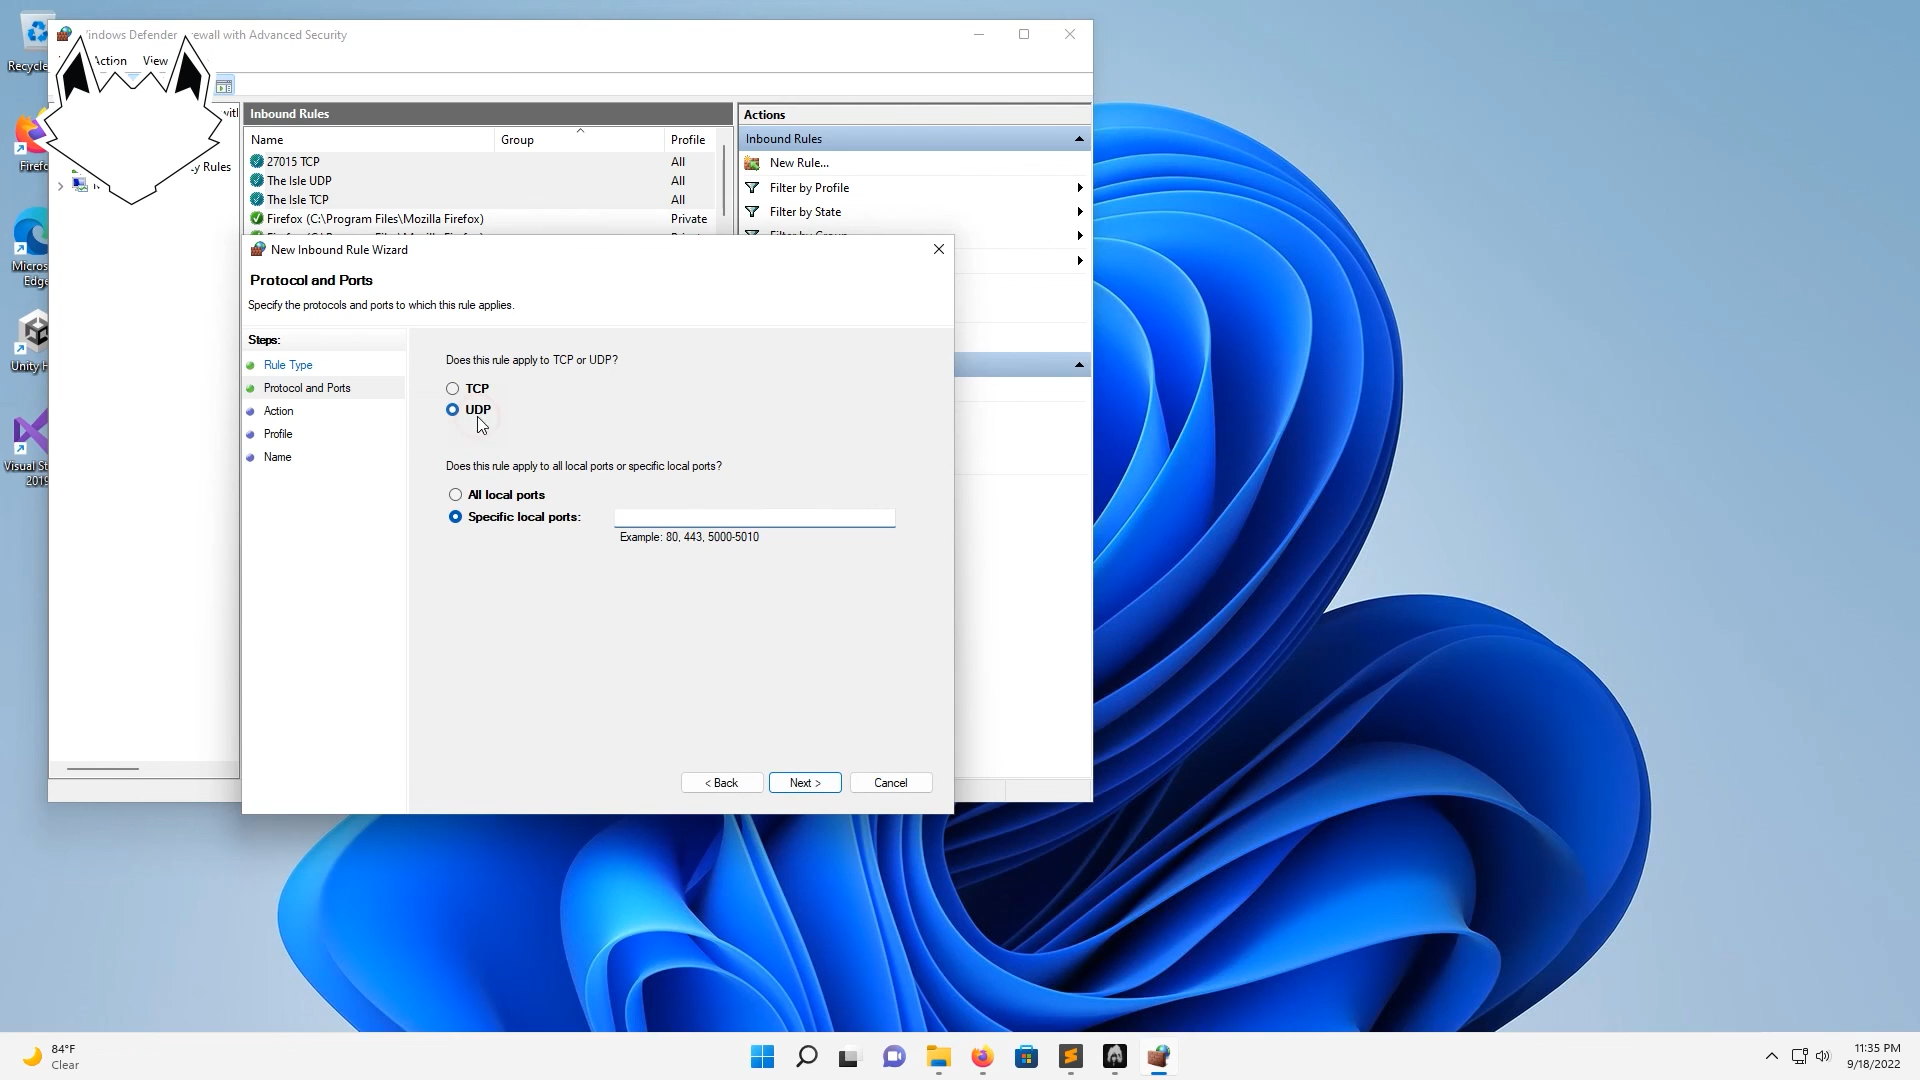 Recycle
Firefo
Micros
Edge
Unity H
Visual St
2019
indows Defender
ewall with Advanced Security
Action View
with
y Rules
Inbound Rules
Name Group Profile
27015 TCP All
The Isle UDP All
The Isle TCP All
Firefox (C:\Program Files\Mozilla Firefox) Private
Actions
Inbound Rules
New Rule...
Filter by Profile
Filter by State
Filter by Group
New Inbound Rule Wizard
Protocol and Ports
Specify the protocols and ports to which this rule applies.
Steps:
Rule Type
Protocol and Ports
Action
Profile
Name
Does this rule apply to TCP or UDP?
TCP
UDP
Does this rule apply to all local ports or specific local ports?
All local ports
Specific local ports:
Example: 80, 443, 5000-5010
< Back Next > Cancel
84°F
Clear
11:35 PM
9/18/2022